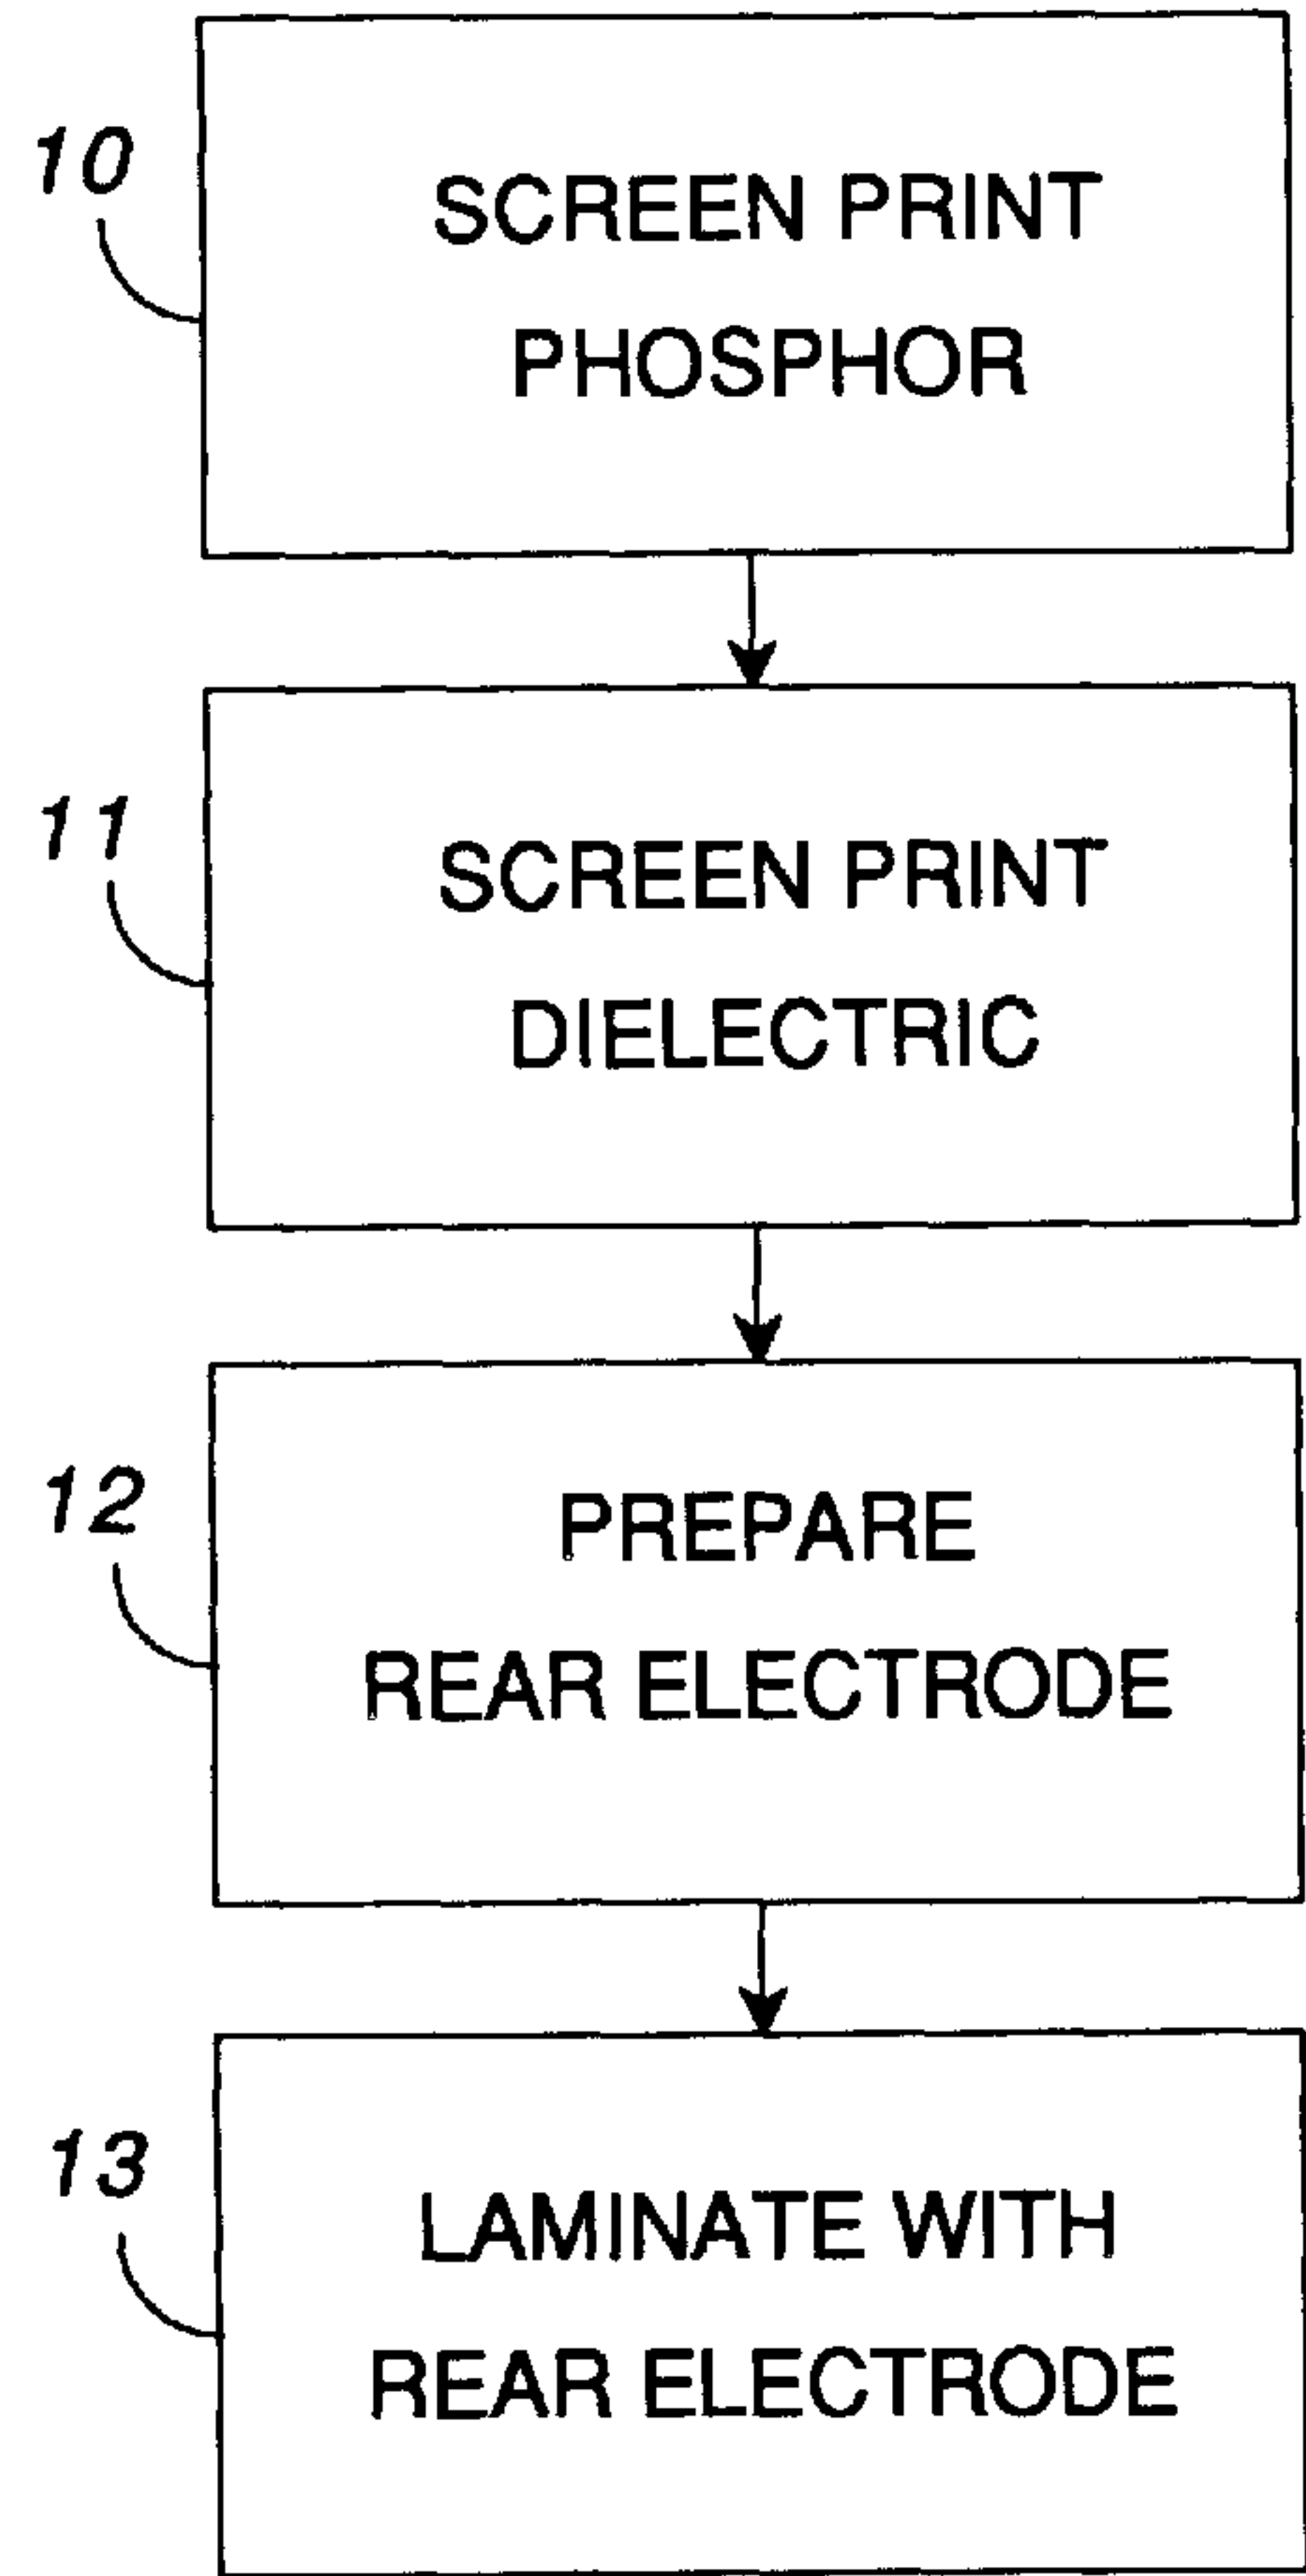 10
SCREEN PRINT
PHOSPHOR
11
SCREEN PRINT
DIELECTRIC
12
PREPARE
REAR ELECTRODE
13
LAMINATE WITH
REAR ELECTRODE